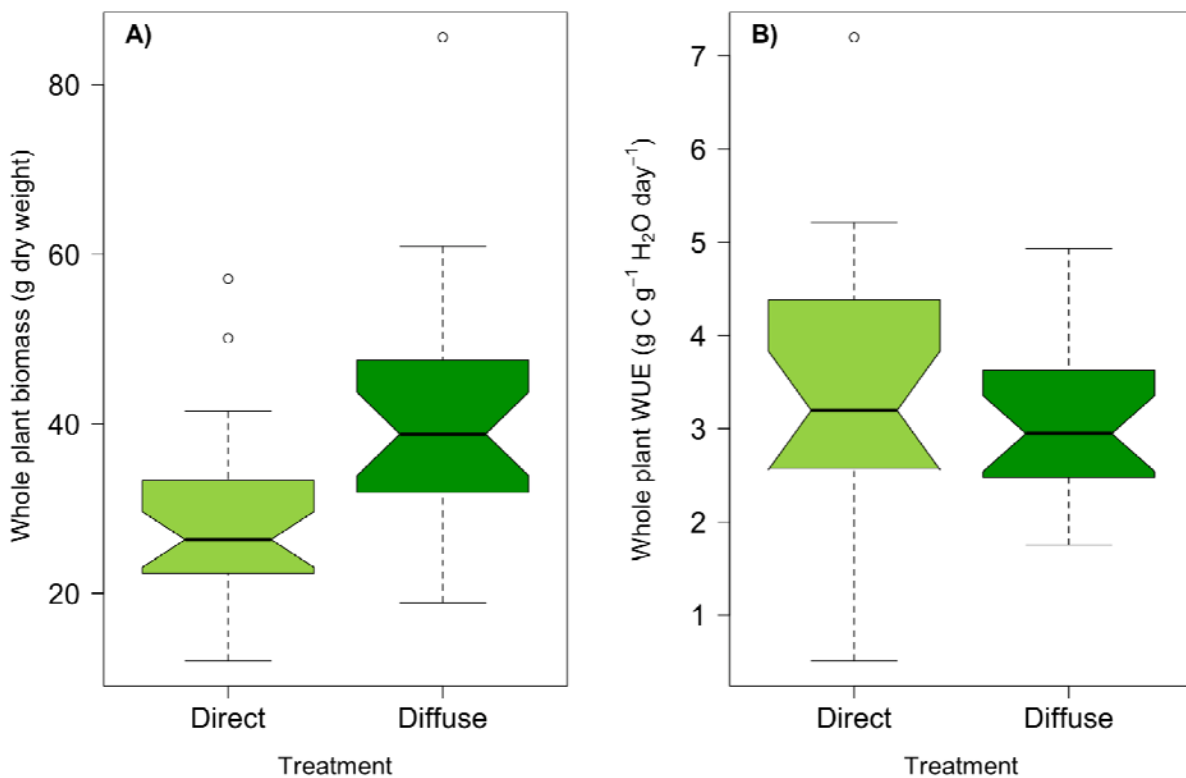 A)
Whole plant biomass (g dry weight)
80
60
40
20
Direct
Diffuse
Treatment
B)
Whole plant WUE (g C g⁻¹ H₂O day⁻¹)
7
6
5
4
3
2
1
Direct
Diffuse
Treatment